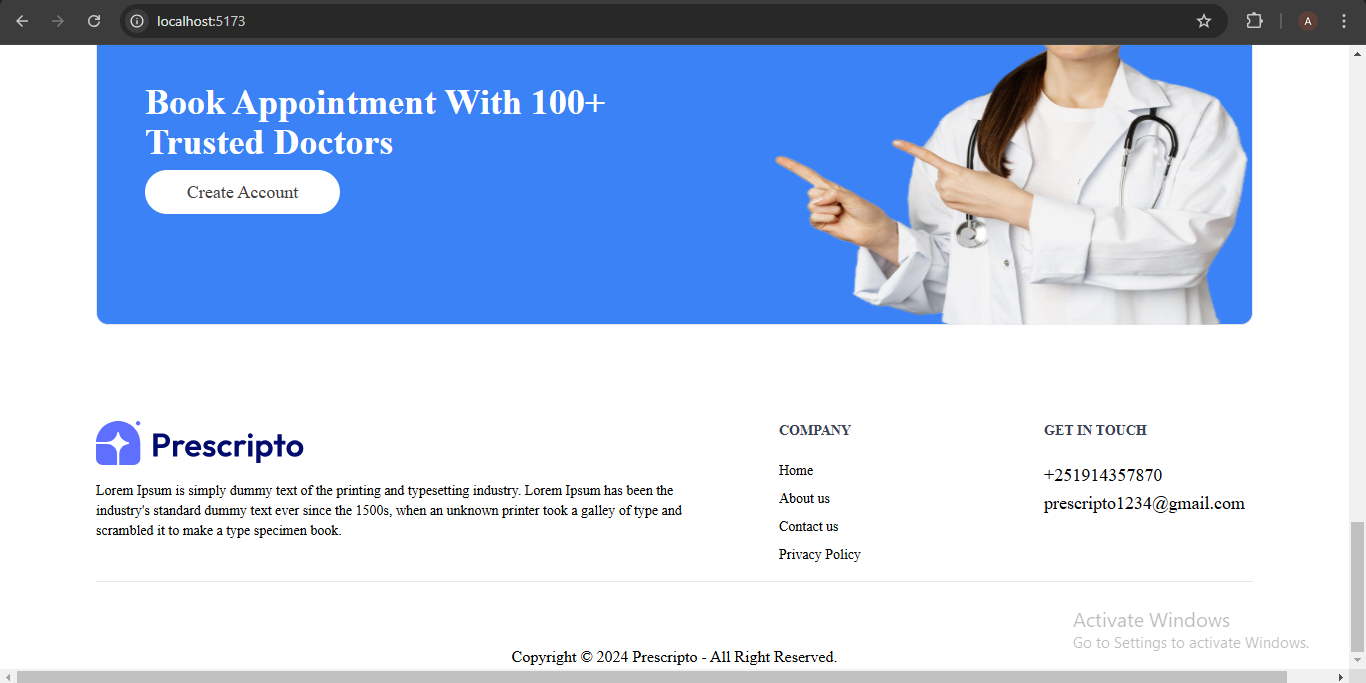 localhost:5173
A
Book Appointment With 100+
Trusted Doctors
Create Account
Prescripto
Lorem Ipsum is simply dummy text of the printing and typesetting industry. Lorem Ipsum has been the
industry's standard dummy text ever since the 1500s, when an unknown printer took a galley of type and
scrambled it to make a type specimen book.
COMPANY
Home
About us
Contact us
Privacy Policy
GET IN TOUCH
+251914357870
prescripto1234@gmail.com
Activate Windows
Go to Settings to activate Windows.
Copyright © 2024 Prescripto - All Right Reserved.